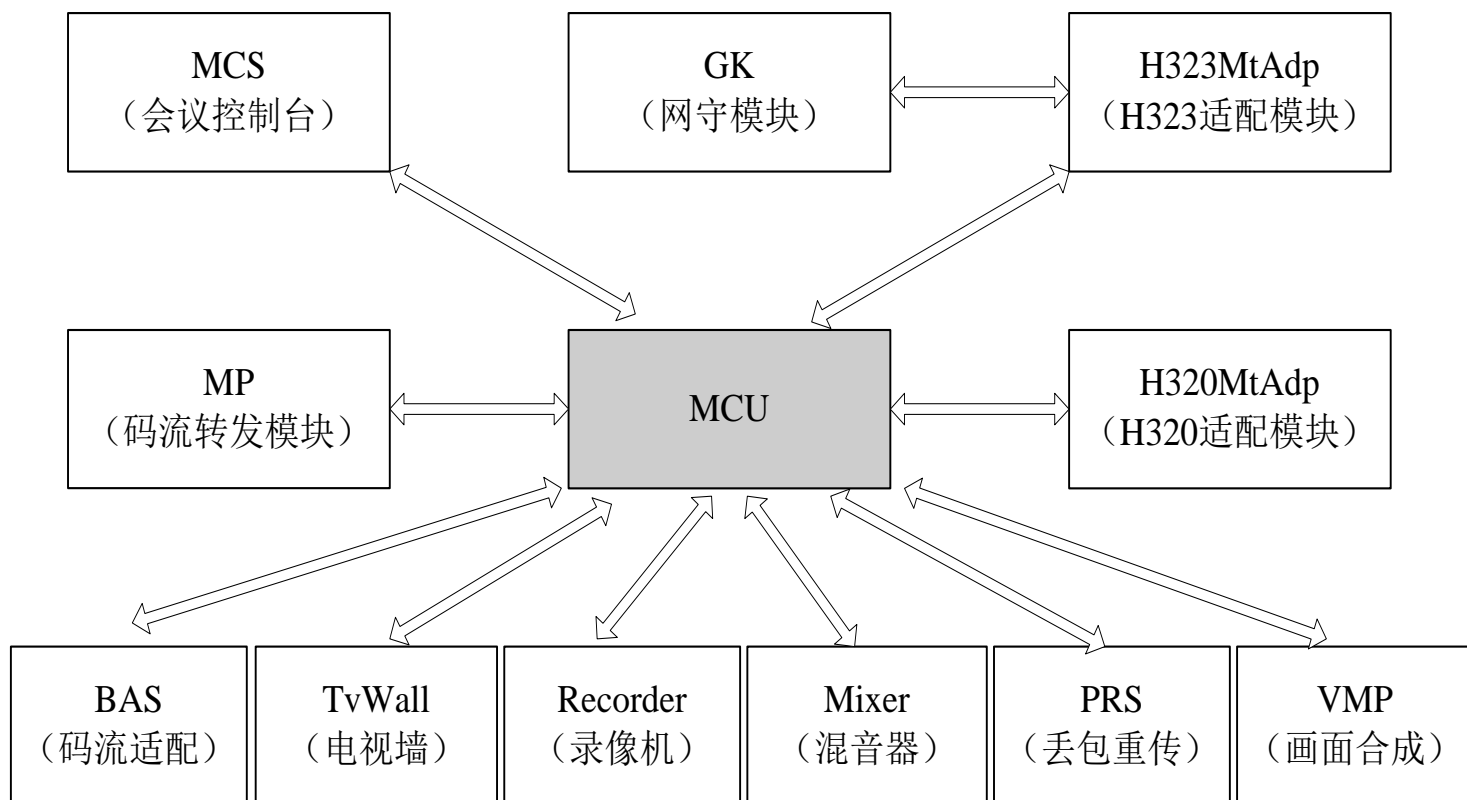 MCS
（会议控制台）
GK
（网守模块）
H323MtAdp
（H323适配模块）
MP
（码流转发模块）
MCU
H320MtAdp
（H320适配模块）
BAS
（码流适配）
TvWall
（电视墙）
Recorder
（录像机）
Mixer
（混音器）
PRS
（丢包重传）
VMP
（画面合成）